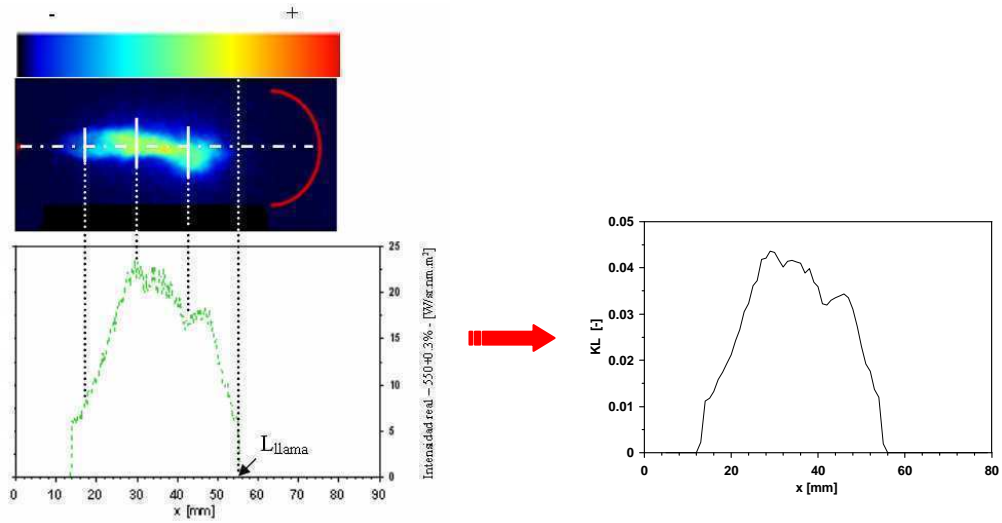 - +
25
20
15
10
5
0
Intensidad real – 550+0.3% - [W/sr.nm.m²]
L llama
0 10 20 30 40 50 60 70 80 90
x [mm]
0.05
0.04
0.03
0.02
0.01
0
KL [-]
0 20 40 60 80
x [mm]